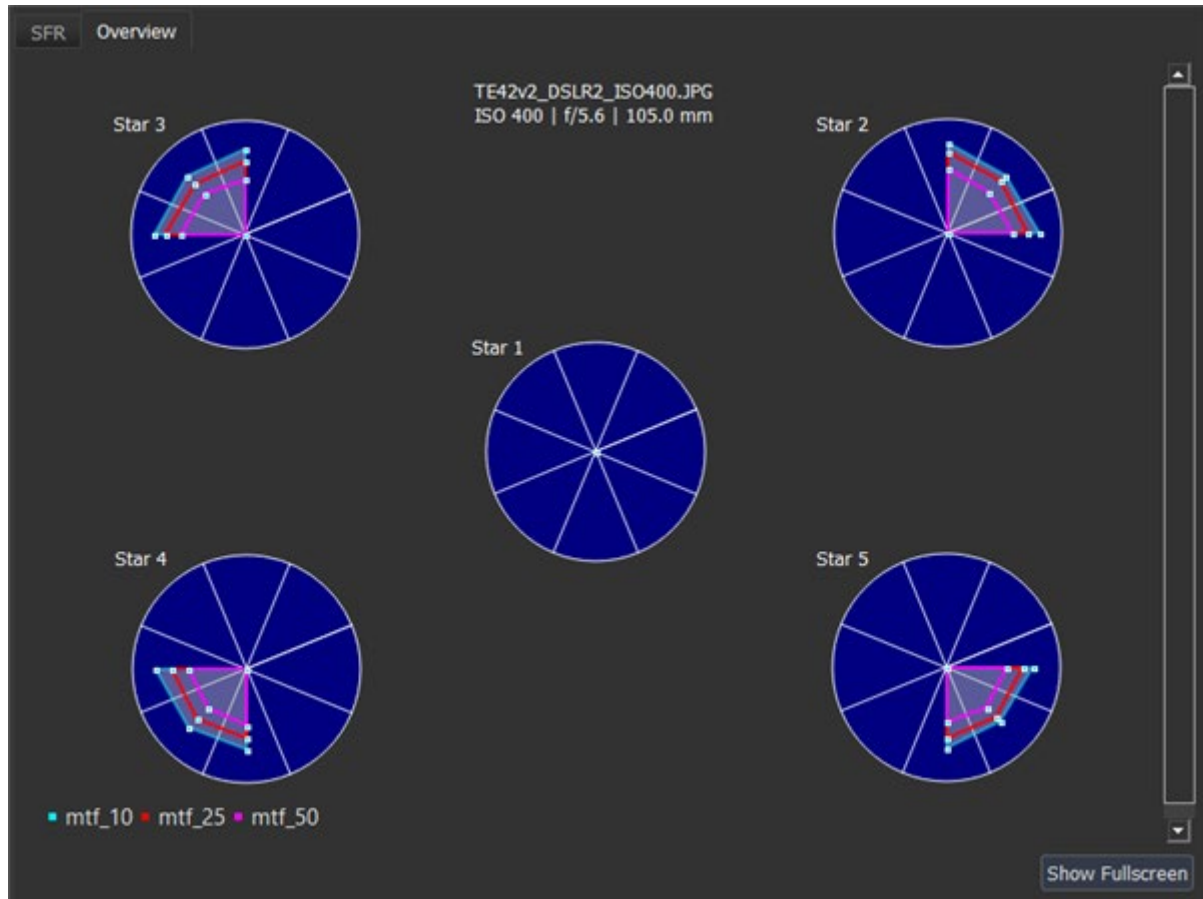 SFR
Overview
TE42v2_DSLR2_ISO400.JPG
ISO 400 | f/5.6 | 105.0 mm
Star 3
Star 2
Star 1
Star 4
Star 5
mtf_10 mtf_25 mtf_50
Show Fullscreen